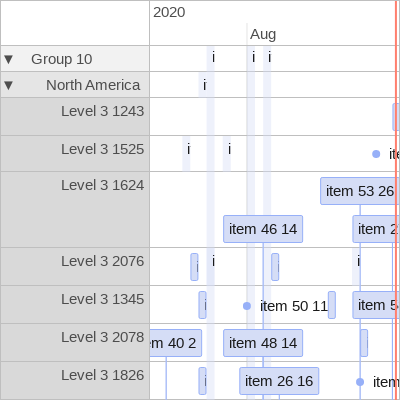 2020
Aug
▼ Group 10 i i i
▼ North America i
Level 3 1243
Level 3 1525 i i
Level 3 1624 item 53 26
item 46 14
Level 3 2076 i i i i
Level 3 1345 i item 50 11
Level 3 2078 item 48 14
Level 3 1826 i item 26 16 item